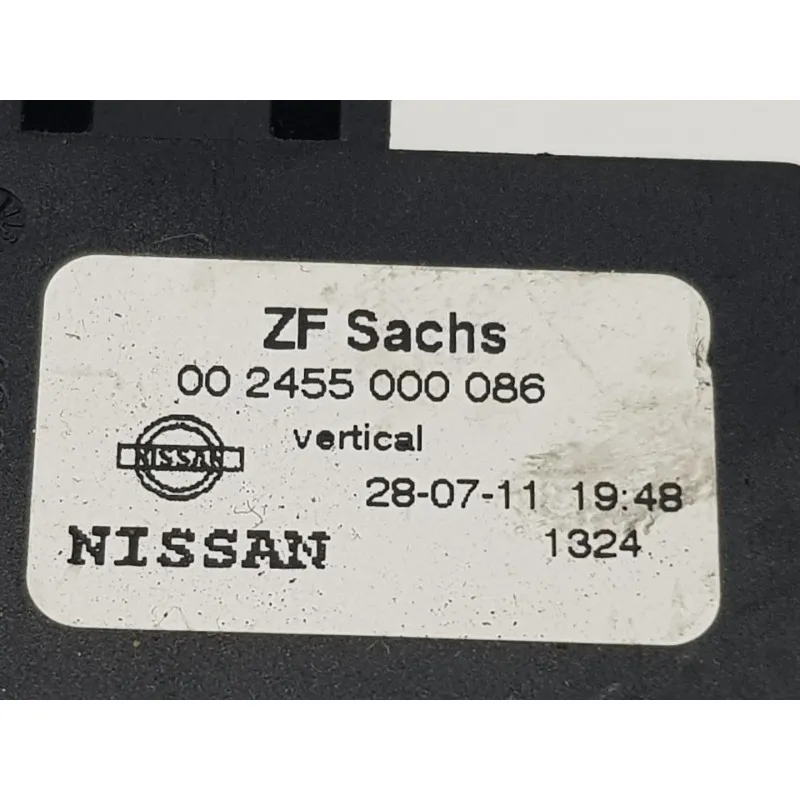 ZF Sachs
00 2455 000 086
vertical
NISSAN
28-07-11 19:48
NISSAN
1324